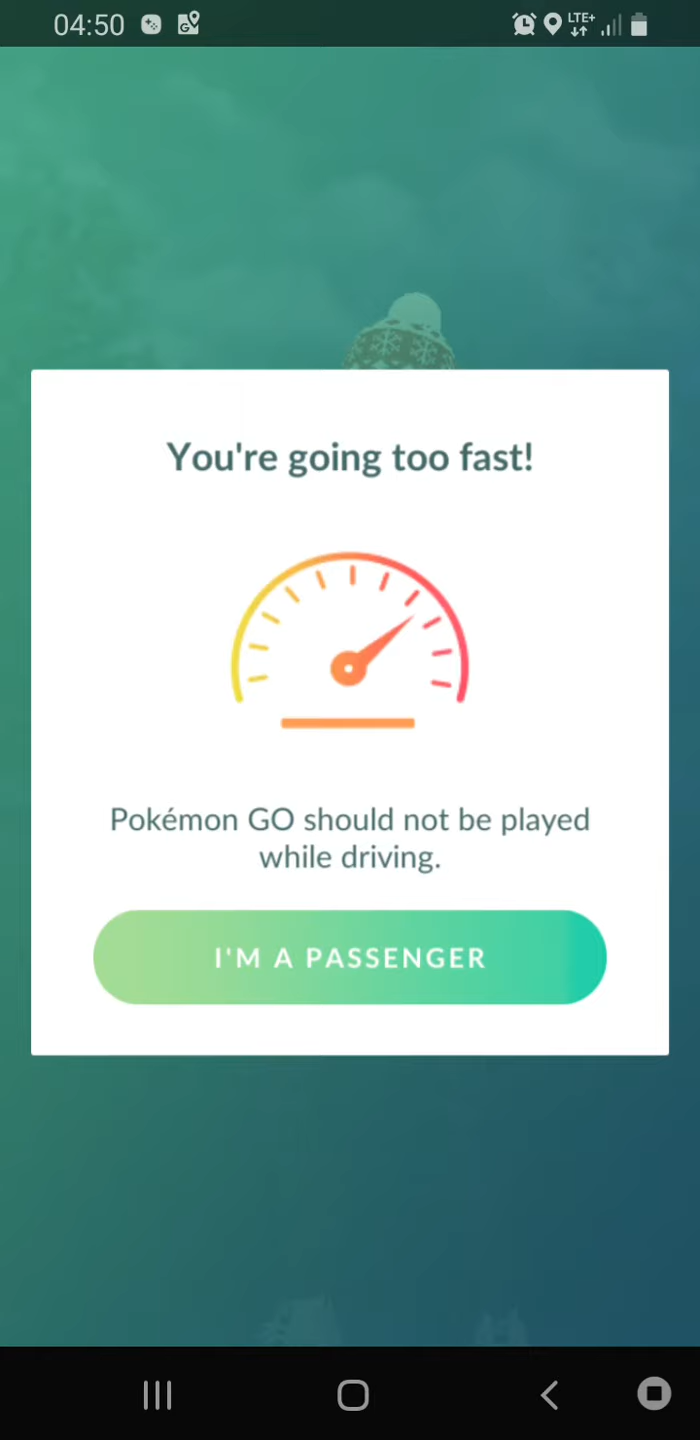 04:50
LTE+
You're going too fast!
Pokémon GO should not be played
while driving.
I'M A PASSENGER